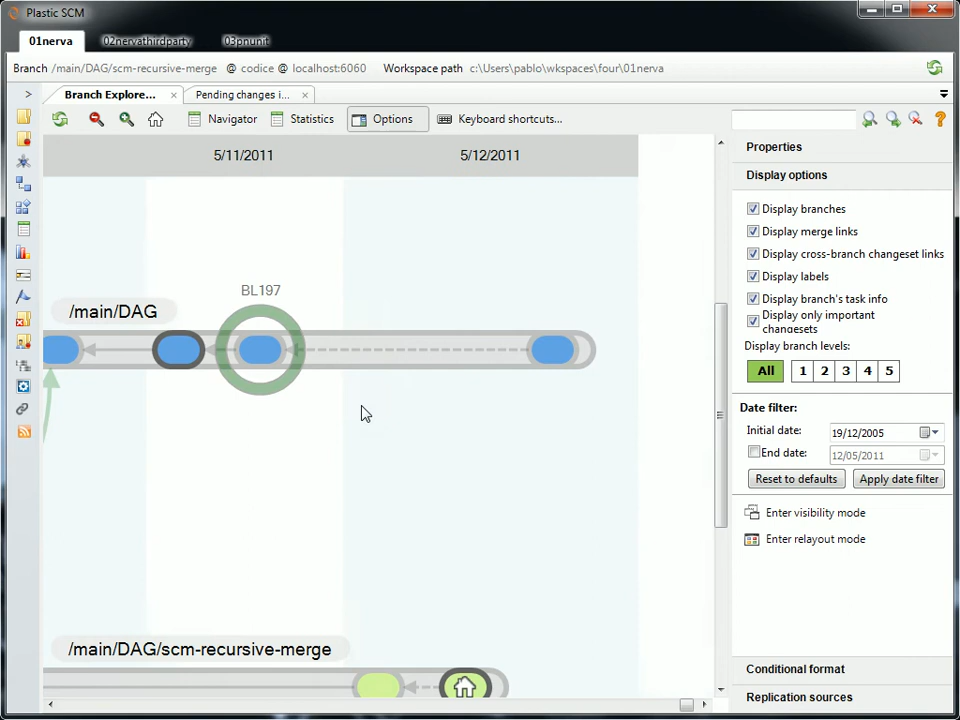 Plastic SCM
01nerva 02nervathirdparty 03pnunit
Branch /main/DAG/scm-recursive-merge @ codice @ localhost:6060 Workspace path c:\Users\pablo\wkspaces\four\01nerva
Branch Explore... × Pending changes i... ×
Navigator Statistics Options Keyboard shortcuts...
5/11/2011 5/12/2011
BL197
/main/DAG
/main/DAG/scm-recursive-merge
Properties
Display options
Display branches
Display merge links
Display cross-branch changeset links
Display labels
Display branch's task info
Display only important
changesets
Display branch levels:
All 1 2 3 4 5
Date filter:
Initial date: 19/12/2005
End date: 12/05/2011
Reset to defaults Apply date filter
Enter visibility mode
Enter relayout mode
Conditional format
Replication sources